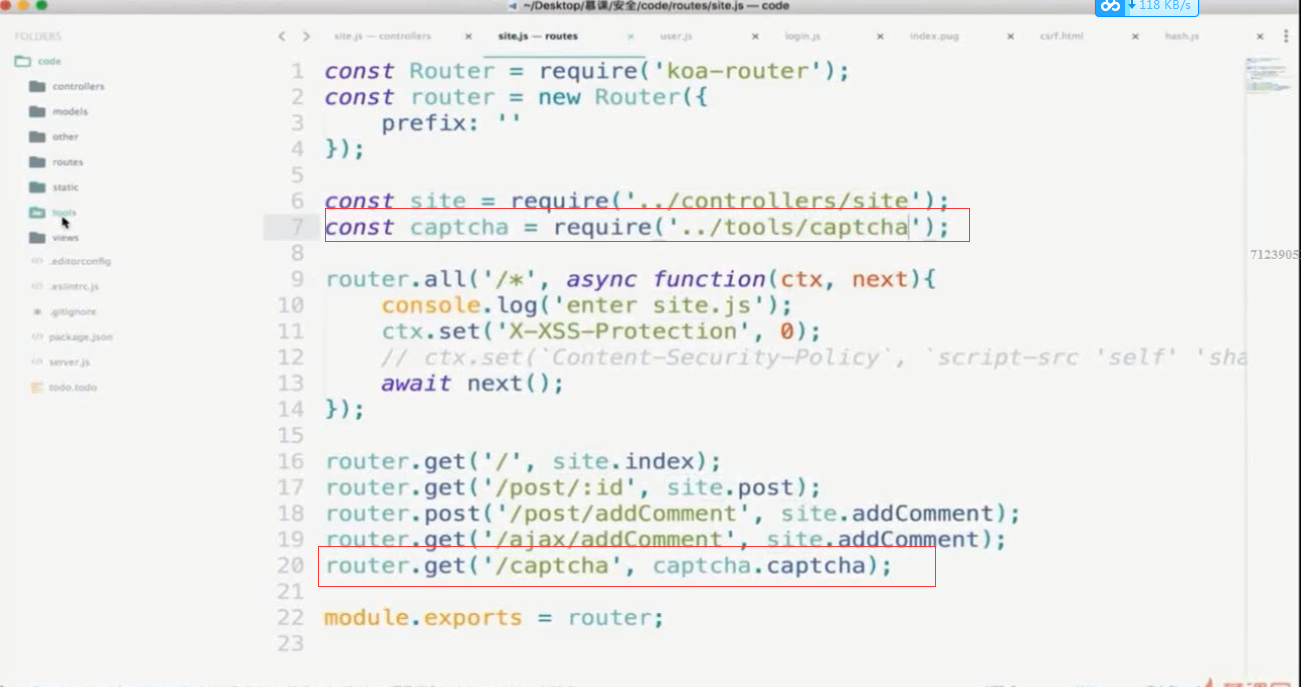 ~/Desktop/慕课/安全/code/routes/site.js — code
118 KB/s
FOLDERS
code
controllers
models
other
routes
static
tools
views
.editorconfig
.eslintrc.js
.gitignore
package.json
server.js
todo.todo
site.js — controllers
site.js — routes
user.js
login.js
index.pug
csrf.html
hash.js
1 const Router = require('koa-router');
2 const router = new Router({
3 prefix: ''
4 });
5
6 const site = require('../controllers/site');
7 const captcha = require('../tools/captcha');
8
9 router.all('/*', async function(ctx, next){
10 console.log('enter site.js');
11 ctx.set('X-XSS-Protection', 0);
12 // ctx.set(`Content-Security-Policy`, `script-src 'self' 'sha
13 await next();
14 });
15
16 router.get('/', site.index);
17 router.get('/post/:id', site.post);
18 router.post('/post/addComment', site.addComment);
19 router.get('/ajax/addComment', site.addComment);
20 router.get('/captcha', captcha.captcha);
21
22 module.exports = router;
23
7123905